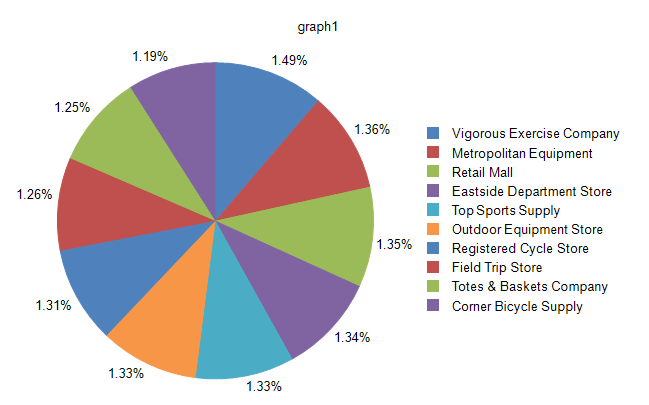 graph1
1.49%
1.36%
1.35%
1.34%
1.33%
1.33%
1.31%
1.26%
1.25%
1.19%
Vigorous Exercise Company
Metropolitan Equipment
Retail Mall
Eastside Department Store
Top Sports Supply
Outdoor Equipment Store
Registered Cycle Store
Field Trip Store
Totes & Baskets Company
Corner Bicycle Supply